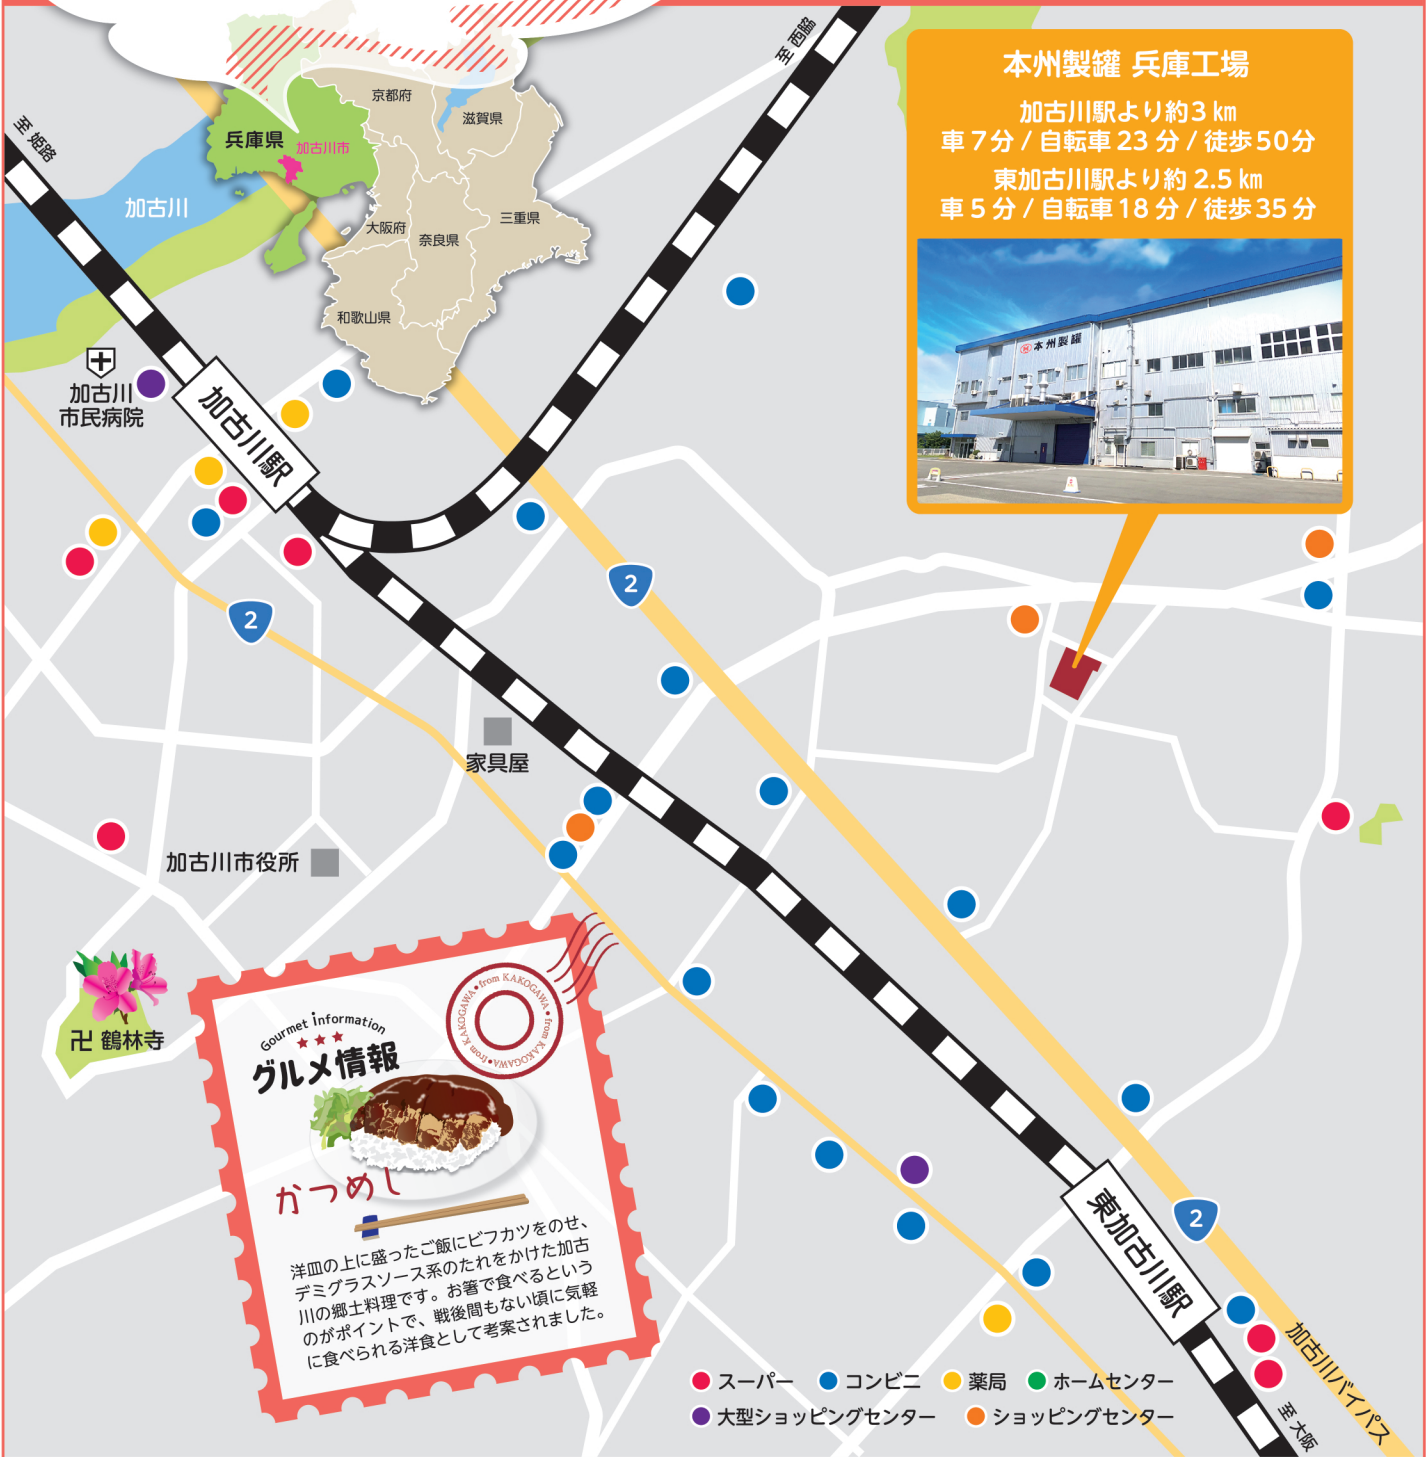 本州製罐 兵庫工場
加古川駅より約3㎞
車7分 / 自転車23分 / 徒歩50分
東加古川駅より約2.5㎞
車5分 / 自転車18分 / 徒歩35分
本州製罐
至 西脇
至 姫路
京都府
滋賀県
兵庫県
加古川市
加古川
大阪府
奈良県
三重県
和歌山県
加古川
市民病院
加古川駅
2
2
家具屋
加古川市役所
卍 鶴林寺
from KAKOGAWA • from KAKOGAWA • from KAKOGAWA •
Gourmet information
グルメ情報
かつめし
洋皿の上に盛ったご飯にビフカツをのせ、
デミグラスソース系のたれをかけた加古
川の郷土料理です。お箸で食べるという
のがポイントで、戦後間もない頃に気軽
に食べられる洋食として考案されました。
東加古川駅
2
加古川バイパス
至 大阪
スーパー
コンビニ
薬局
ホームセンター
大型ショッピングセンター
ショッピングセンター